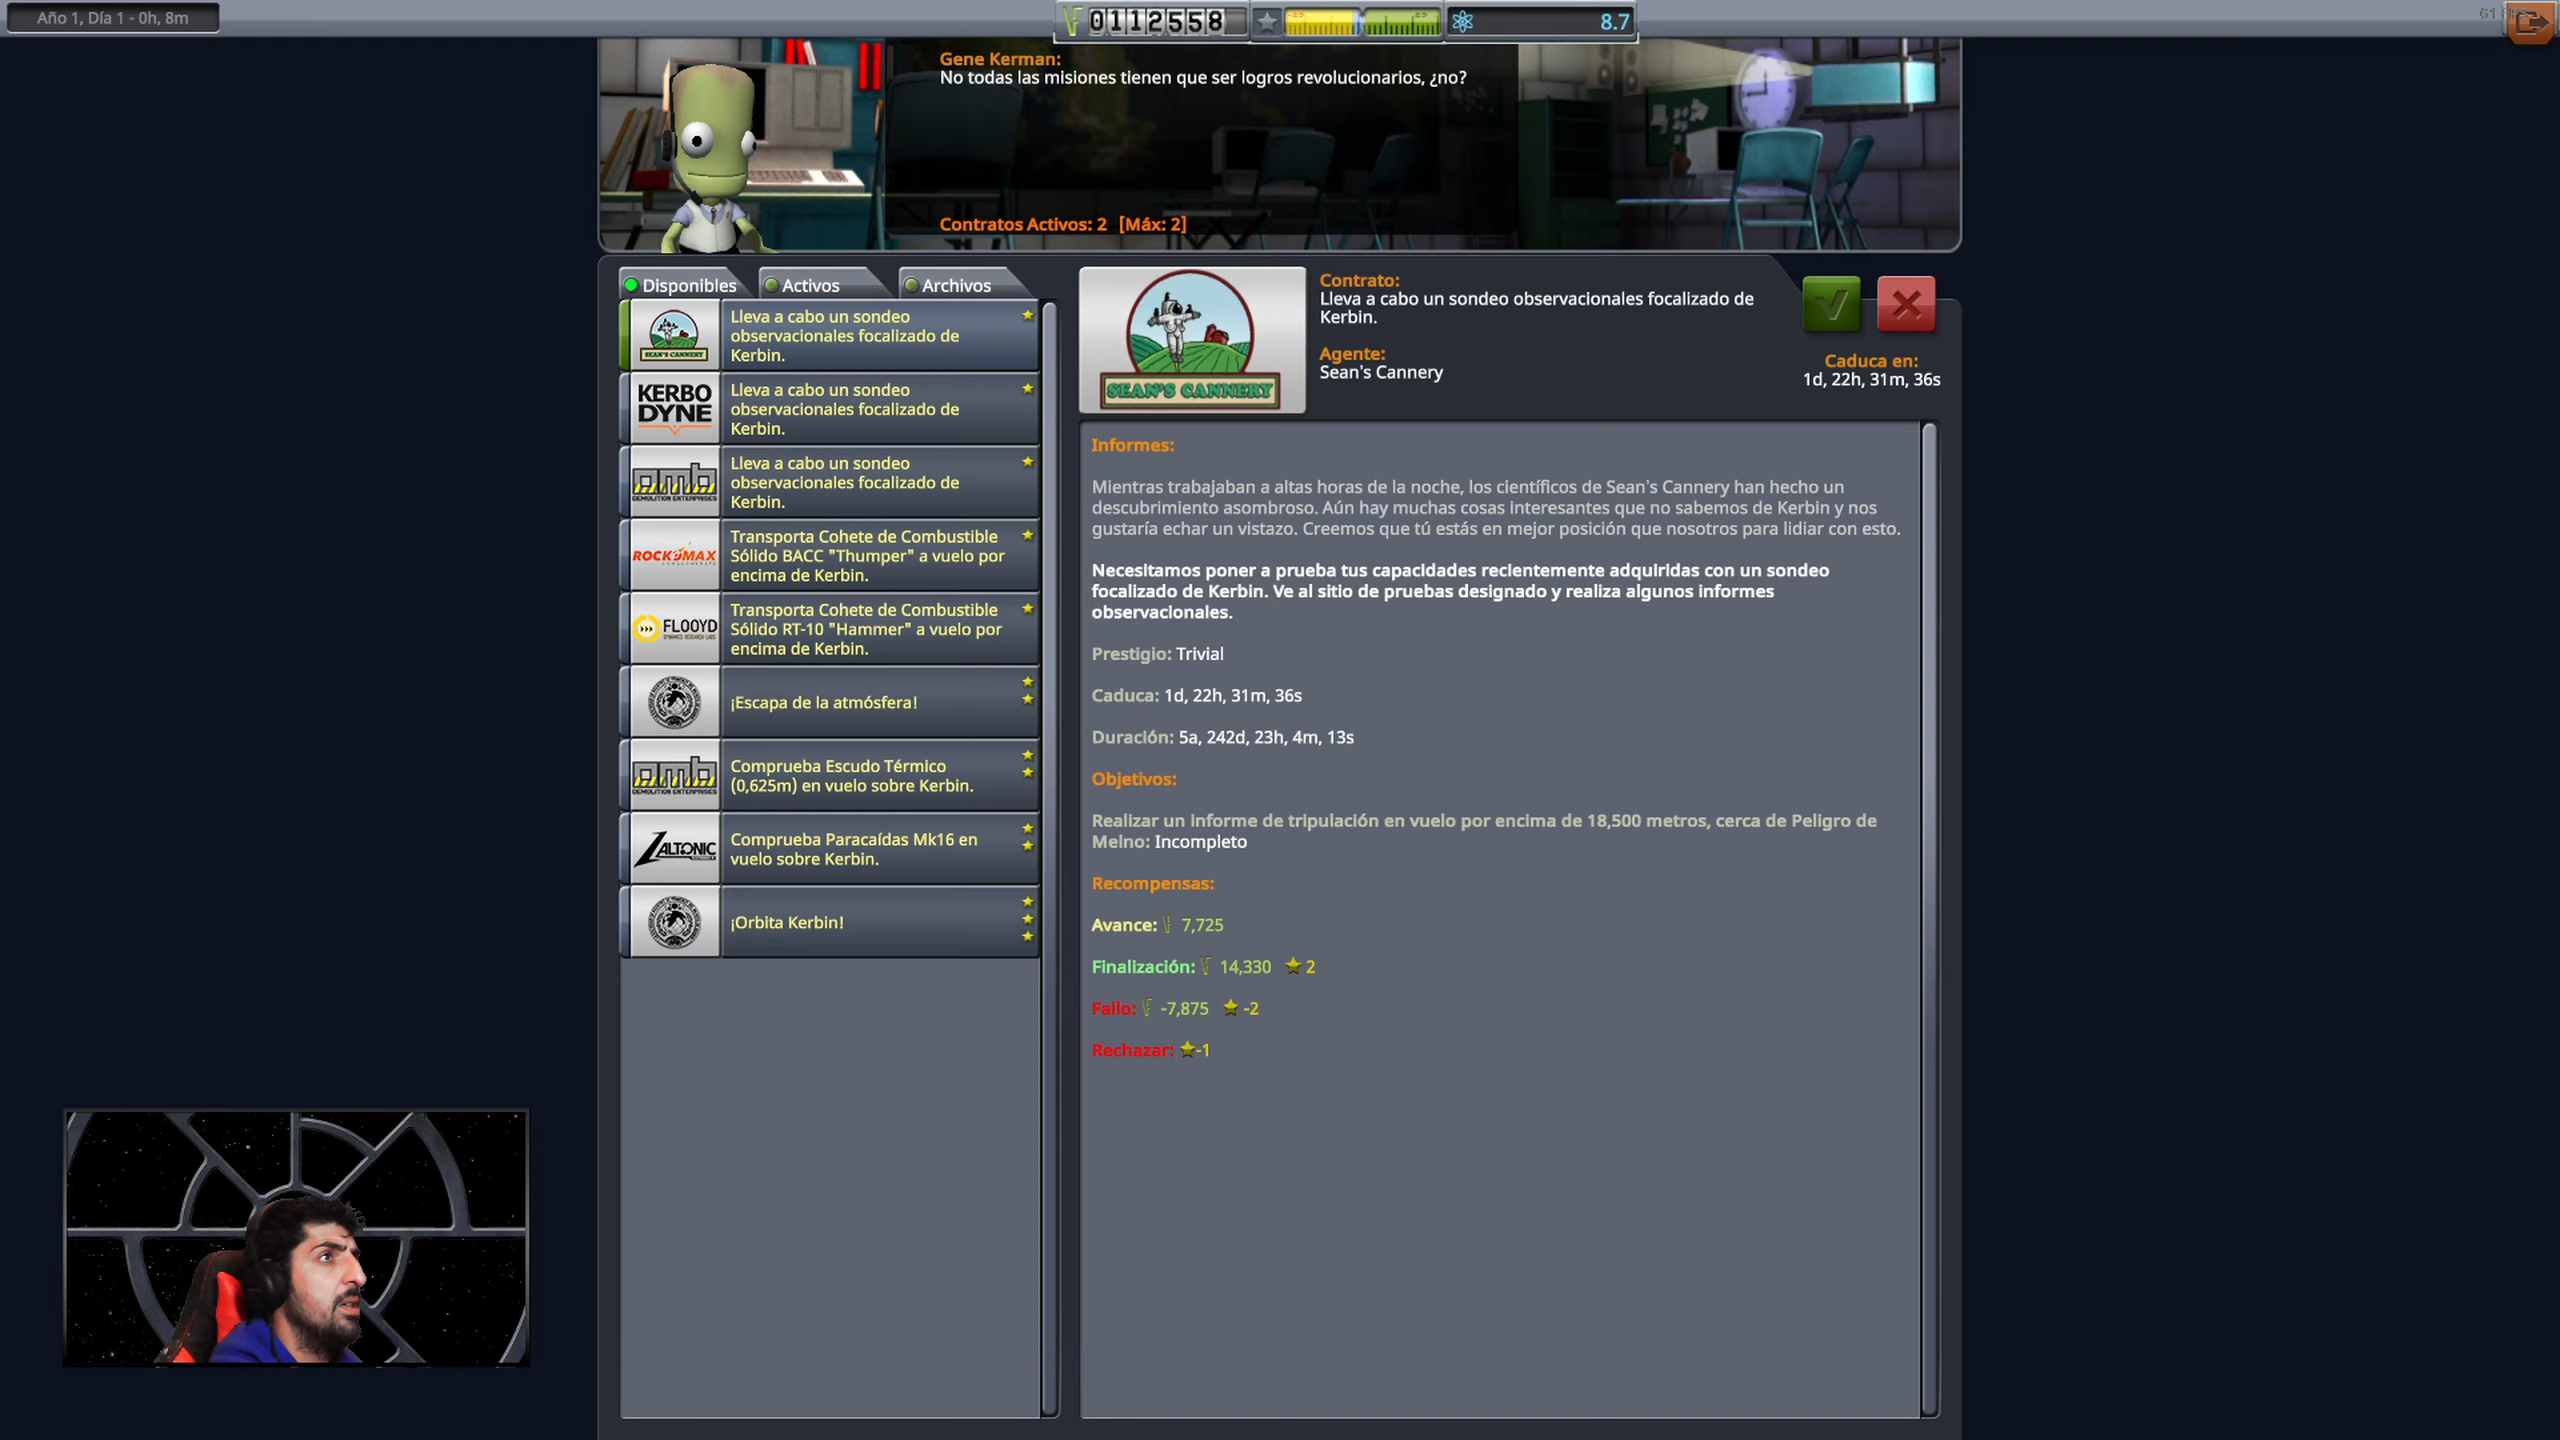 Año 1, Día 1 - 0h, 8m
0112558
8.7
Gene Kerman:
No todas las misiones tienen que ser logros revolucionarios, ¿no?
Contratos Activos: 2 [Máx: 2]
Disponibles
Activos
Archivos
Lleva a cabo un sondeo
observacionales focalizado de
Kerbin.
SEAN'S CANNERY
KERBO
DYNE
Lleva a cabo un sondeo
observacionales focalizado de
Kerbin.
DEMOLITION ENTERPRISES
Lleva a cabo un sondeo
observacionales focalizado de
Kerbin.
ROCKOMAX
CONGLOMERATE
Transporta Cohete de Combustible
Sólido BACC "Thumper" a vuelo por
encima de Kerbin.
FLOOYD
DYNAMICS RESEARCH LABS
Transporta Cohete de Combustible
Sólido RT-10 "Hammer" a vuelo por
encima de Kerbin.
¡Escapa de la atmósfera!
DEMOLITION ENTERPRISES
Comprueba Escudo Térmico
(0,625m) en vuelo sobre Kerbin.
ZALTONIC
Comprueba Paracaídas Mk16 en
vuelo sobre Kerbin.
¡Orbita Kerbin!
SEAN'S CANNERY
Contrato:
Lleva a cabo un sondeo observacionales focalizado de
Kerbin.
Agente:
Sean's Cannery
Caduca en:
1d, 22h, 31m, 36s
Informes:
Mientras trabajaban a altas horas de la noche, los científicos de Sean's Cannery han hecho un
descubrimiento asombroso. Aún hay muchas cosas interesantes que no sabemos de Kerbin y nos
gustaría echar un vistazo. Creemos que tú estás en mejor posición que nosotros para lidiar con esto.
Necesitamos poner a prueba tus capacidades recientemente adquiridas con un sondeo
focalizado de Kerbin. Ve al sitio de pruebas designado y realiza algunos informes
observacionales.
Prestigio: Trivial
Caduca: 1d, 22h, 31m, 36s
Duración: 5a, 242d, 23h, 4m, 13s
Objetivos:
Realizar un informe de tripulación en vuelo por encima de 18,500 metros, cerca de Peligro de
Melno: Incompleto
Recompensas:
Avance: 7,725
Finalización: 14,330 2
Fallo: -7,875 -2
Rechazar: -1